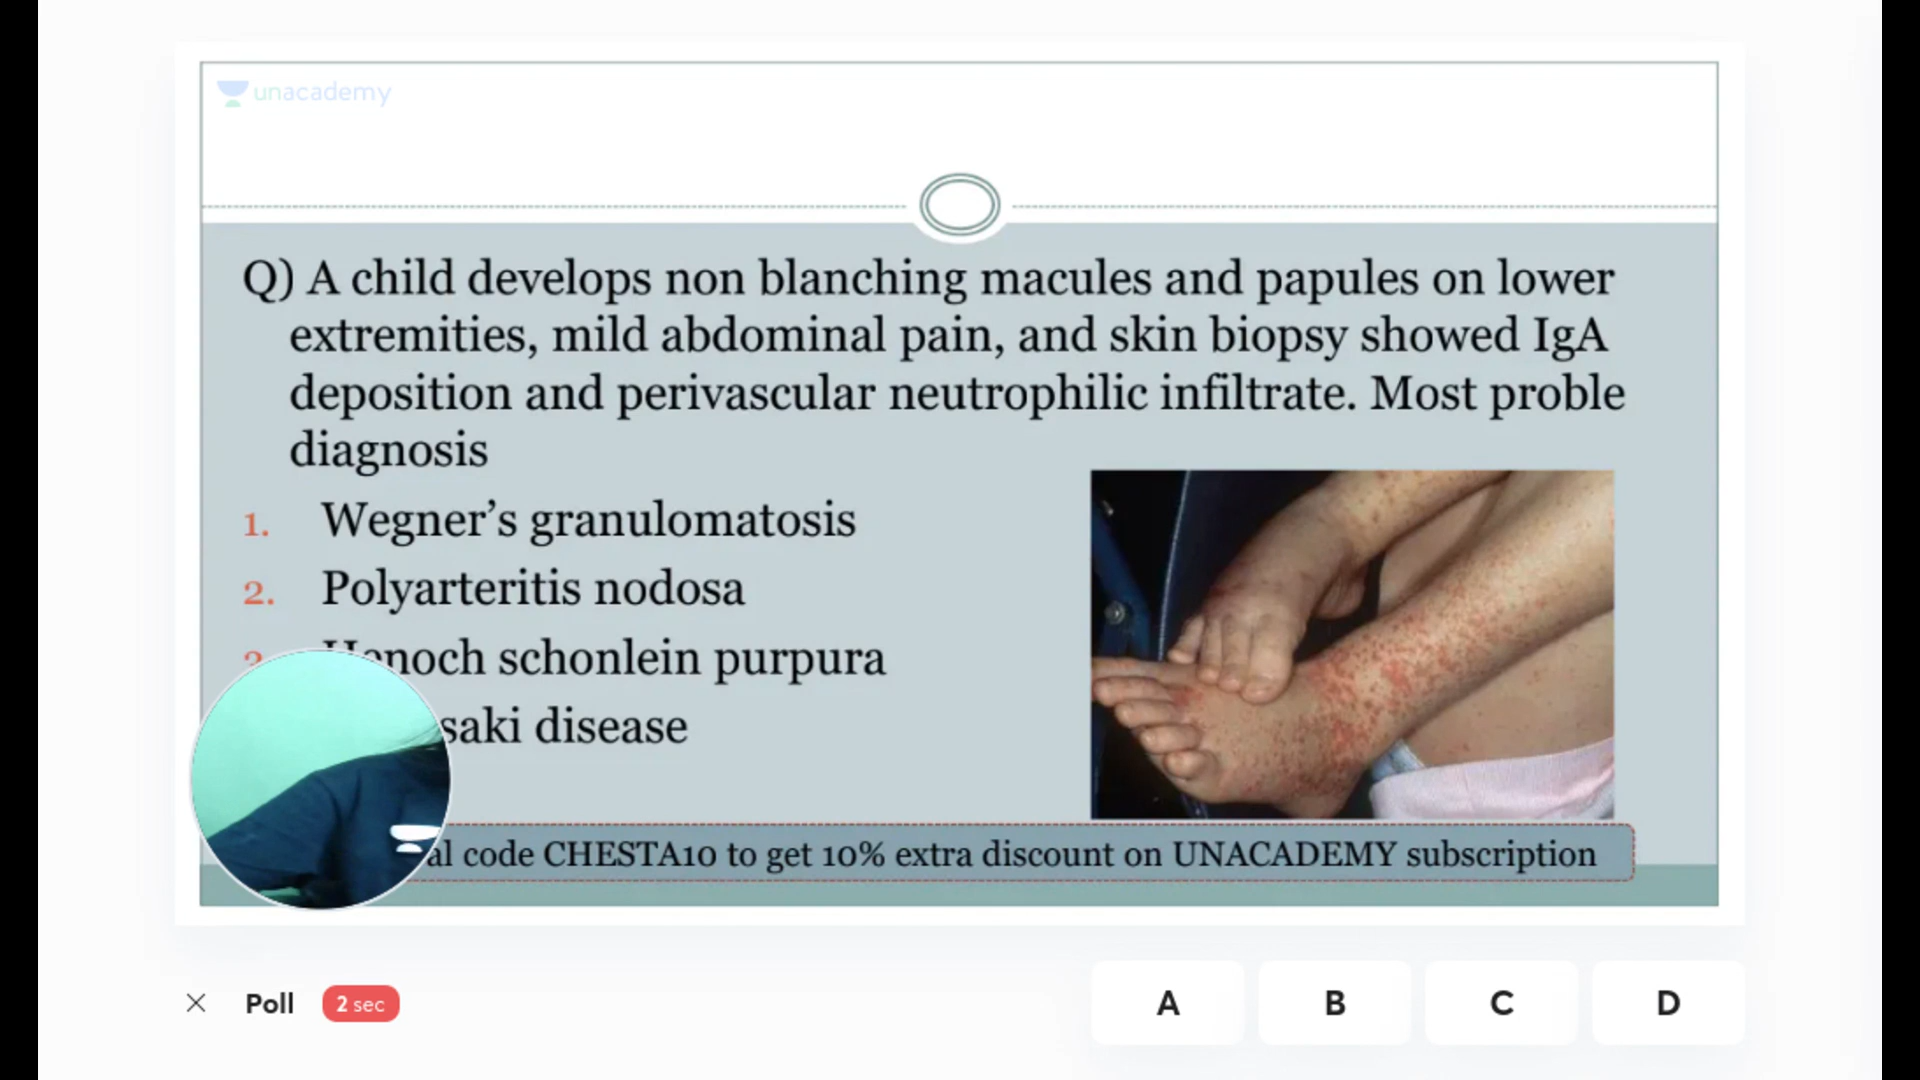 unacademy
Q) A child develops non blanching macules and papules on lower
extremities, mild abdominal pain, and skin biopsy showed IgA
deposition and perivascular neutrophilic infiltrate. Most proble
diagnosis
1. Wegner's granulomatosis
2. Polyarteritis nodosa
3. Henoch schonlein purpura
saki disease
al code CHESTA10 to get 10% extra discount on UNACADEMY subscription
Poll 2 sec A B C D